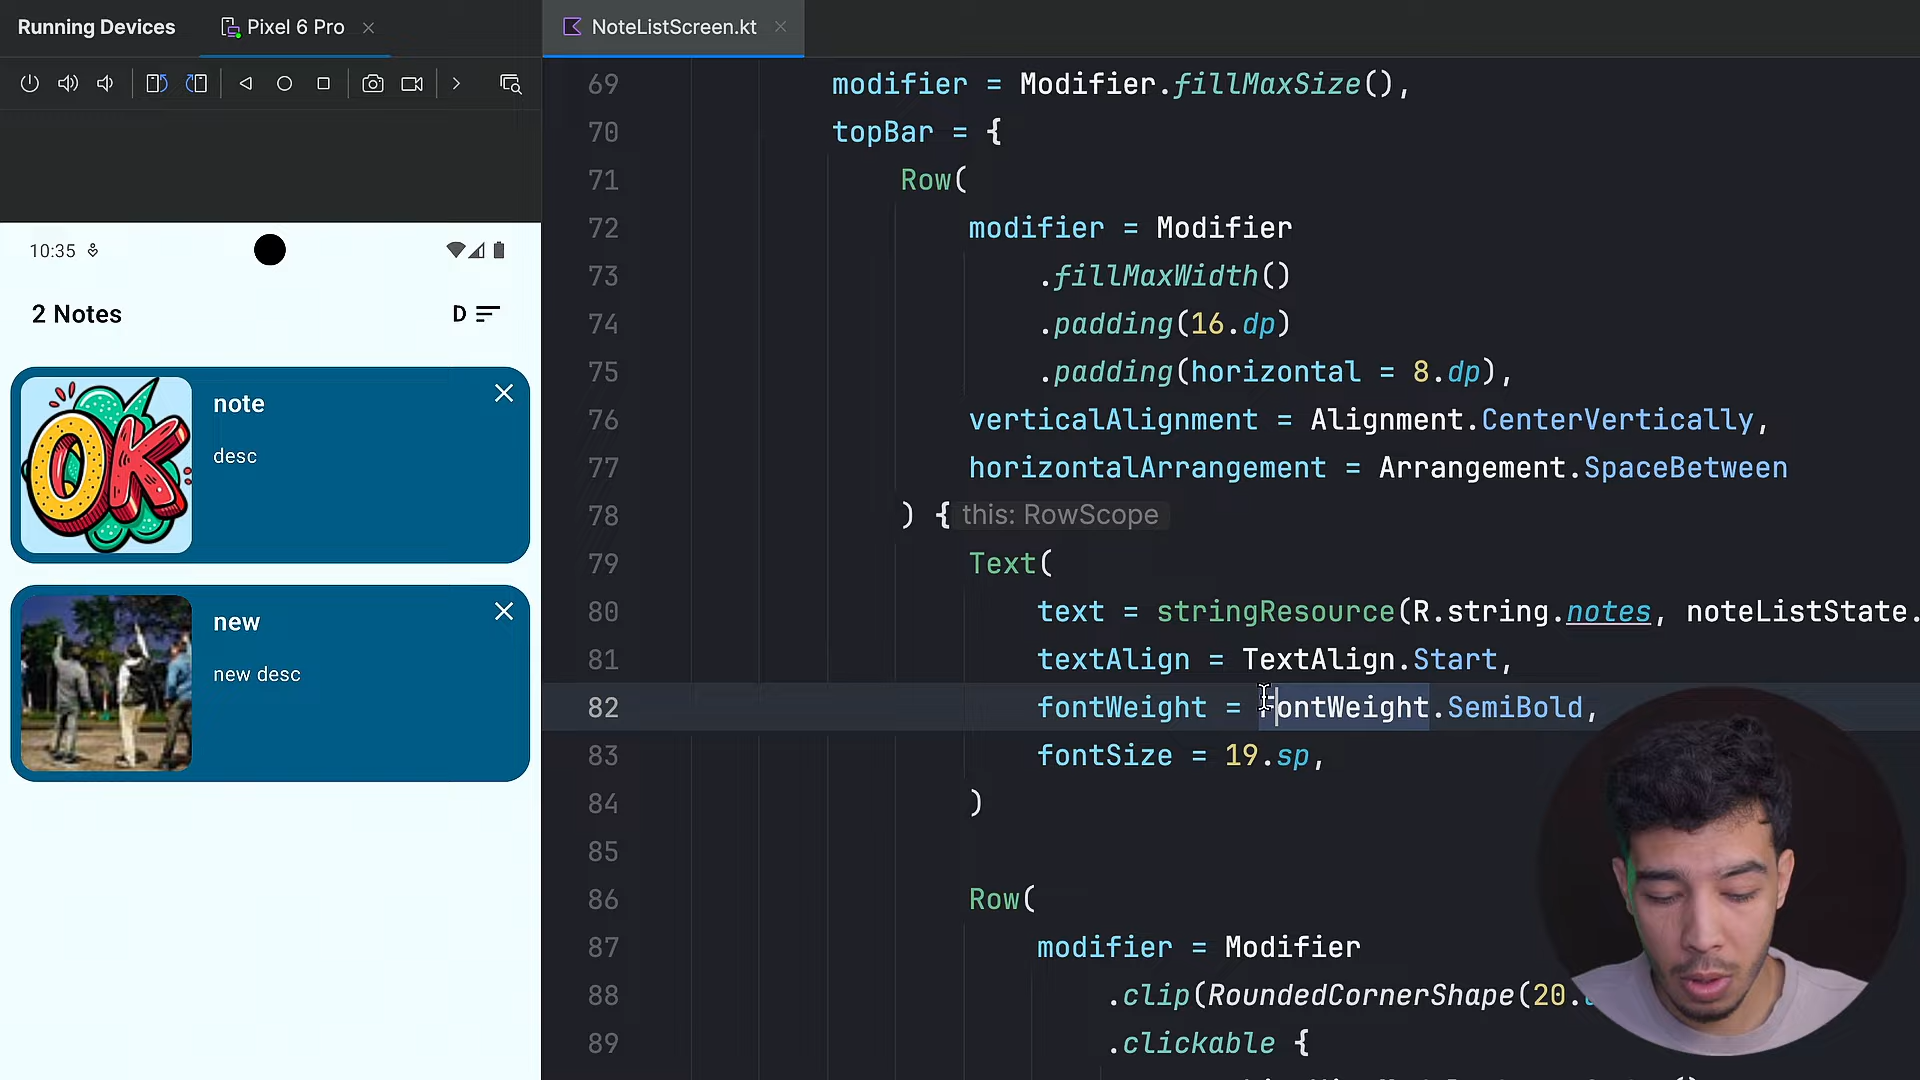 Running Devices
Pixel 6 Pro
NoteListScreen.kt
10:35
2 Notes
D
OK
note
desc
new
new desc
69 modifier = Modifier.fillMaxSize(),
70 topBar = {
71 Row(
72 modifier = Modifier
73 .fillMaxWidth()
74 .padding(16.dp)
75 .padding(horizontal = 8.dp),
76 verticalAlignment = Alignment.CenterVertically,
77 horizontalArrangement = Arrangement.SpaceBetween
78 ) { this: RowScope
79 Text(
80 text = stringResource(R.string.notes, noteListState.
81 textAlign = TextAlign.Start,
82 fontWeight = FontWeight.SemiBold,
83 fontSize = 19.sp,
84 )
85
86 Row(
87 modifier = Modifier
88 .clip(RoundedCornerShape(20.
89 .clickable {